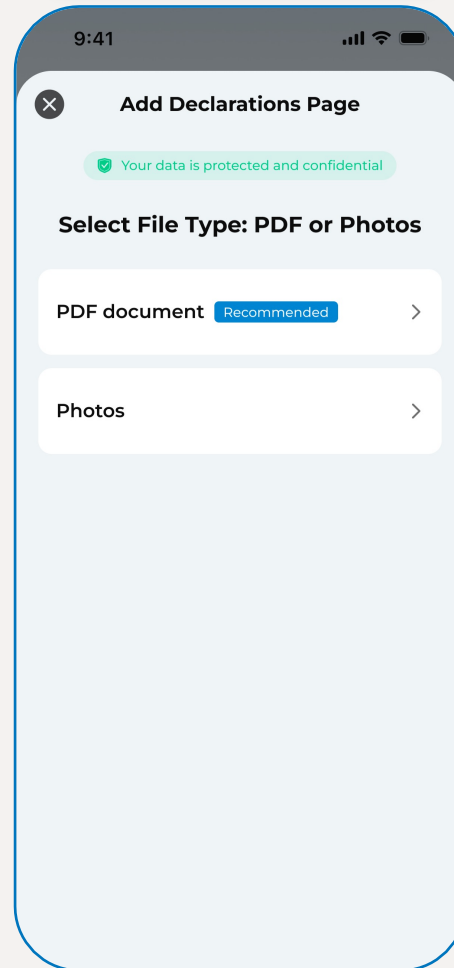 9:41
Add Declarations Page
Your data is protected and confidential
Select File Type: PDF or Photos
PDF document Recommended
Photos